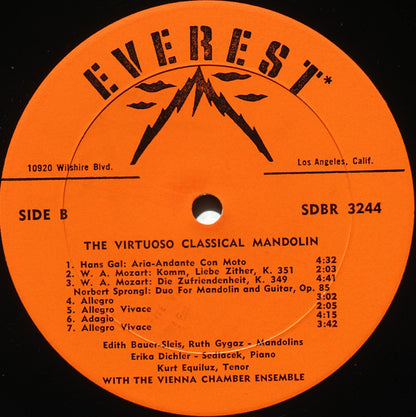 EVEREST*
10920 Wilshire Blvd.
Los Angeles, Calif.
SIDE B
SDBR 3244
THE VIRTUOSO CLASSICAL MANDOLIN
1. Hans Gal: Aria-Andante Con Moto 4:32
2. W. A. Mozart: Komm, Liebe Zither, K. 351 2:03
3. W. A. Mozart: Die Zufriendenheit, K. 349 4:41
Norbert Sprongl: Duo For Mandolin and Guitar, Op. 85
4. Allegro 3:02
5. Allegro Vivace 2:05
6. Adagio 4:15
7. Allegro Vivace 3:42
Edith Bauer-Sleis, Ruth Gygoz - Mandolins
Erika Dichler - Sedlacek, Piano
Kurt Equiluz, Tenor
WITH THE VIENNA CHAMBER ENSEMBLE